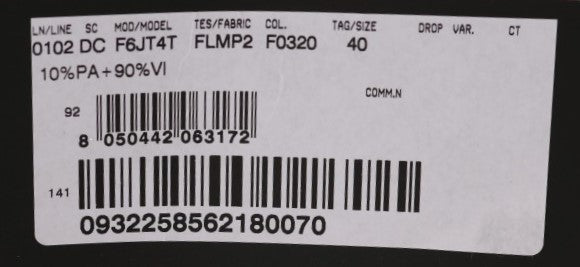 LN/LINE SC MOD/MODEL TES/FABRIC COL. TAG/SIZE DROP VAR. CT
0102 DC F6JT4T FLMP2 F0320 40
10%PA+90%VI
COMM.N
92
8 050442 063172
141
0932258562180070